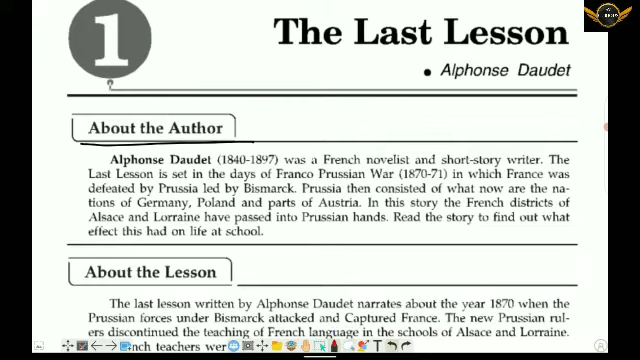 1
The Last Lesson
• Alphonse Daudet
About the Author
Alphonse Daudet (1840-1897) was a French novelist and short-story writer. The
Last Lesson is set in the days of Franco Prussian War (1870-71) in which France was
defeated by Prussia led by Bismarck. Prussia then consisted of what now are the na-
tions of Germany, Poland and parts of Austria. In this story the French districts of
Alsace and Lorraine have passed into Prussian hands. Read the story to find out what
effect this had on life at school.
About the Lesson
The last lesson written by Alphonse Daudet narrates about the year 1870 when the
Prussian forces under Bismarck attacked and Captured France. The new Prussian rul-
ers discontinued the teaching of French language in the schools of Alsace and Lorraine.
nch teachers wer